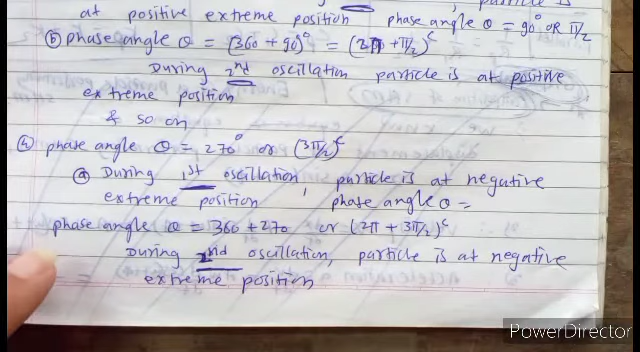 particle is
at positive extreme position phase angle θ = 90° OR π/2
ⓑ phase angle θ = (360 + 90)° = (2π + π/2)ᶜ
During 2nd oscillation particle is at positive
extreme position
& so on
④ phase angle θ = 270° or (3π/2)ᶜ
ⓐ During 1st oscillation, particle is at negative
extreme position phase angle θ =
phase angle θ = 360 + 270 or (2π + 3π/2)ᶜ
During 2nd oscillation, particle is at negative
extreme position
PowerDirector